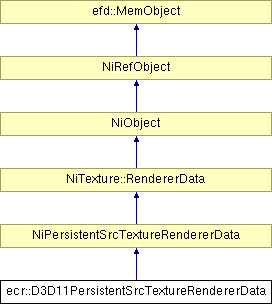 efd::MemObject
NiRefObject
NiObject
NiTexture::RendererData
NiPersistentSrcTextureRendererData
ecr::D3D11PersistentSrcTextureRendererData